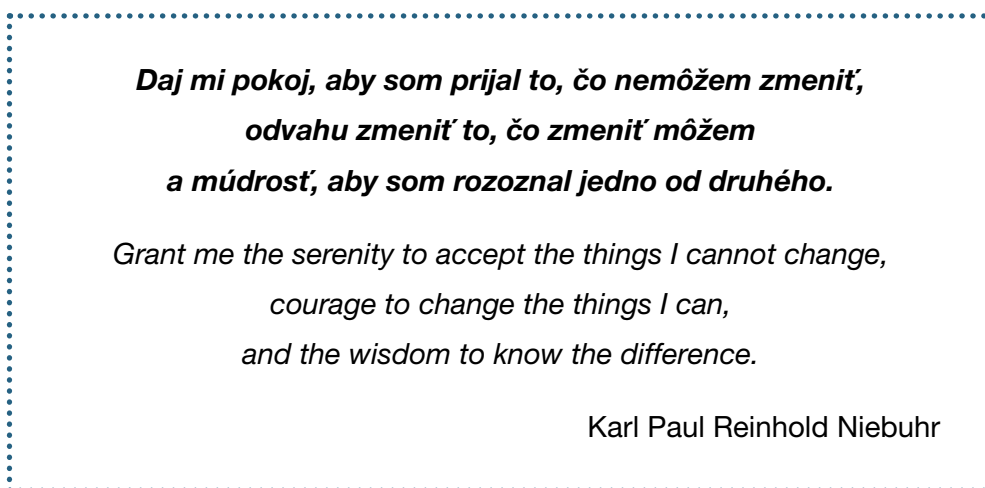 Daj mi pokoj, aby som prijal to, čo nemôžem zmeniť,
odvahu zmeniť to, čo zmeniť môžem
a múdrosť, aby som rozoznal jedno od druhého.
Grant me the serenity to accept the things I cannot change,
courage to change the things I can,
and the wisdom to know the difference.
Karl Paul Reinhold Niebuhr